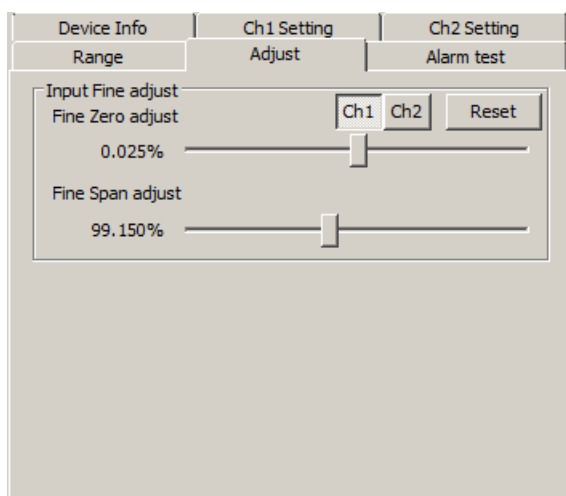 Device Info
Ch1 Setting
Ch2 Setting
Range
Adjust
Alarm test
Input Fine adjust
Fine Zero adjust
Ch1
Ch2
Reset
0.025%
Fine Span adjust
99.150%